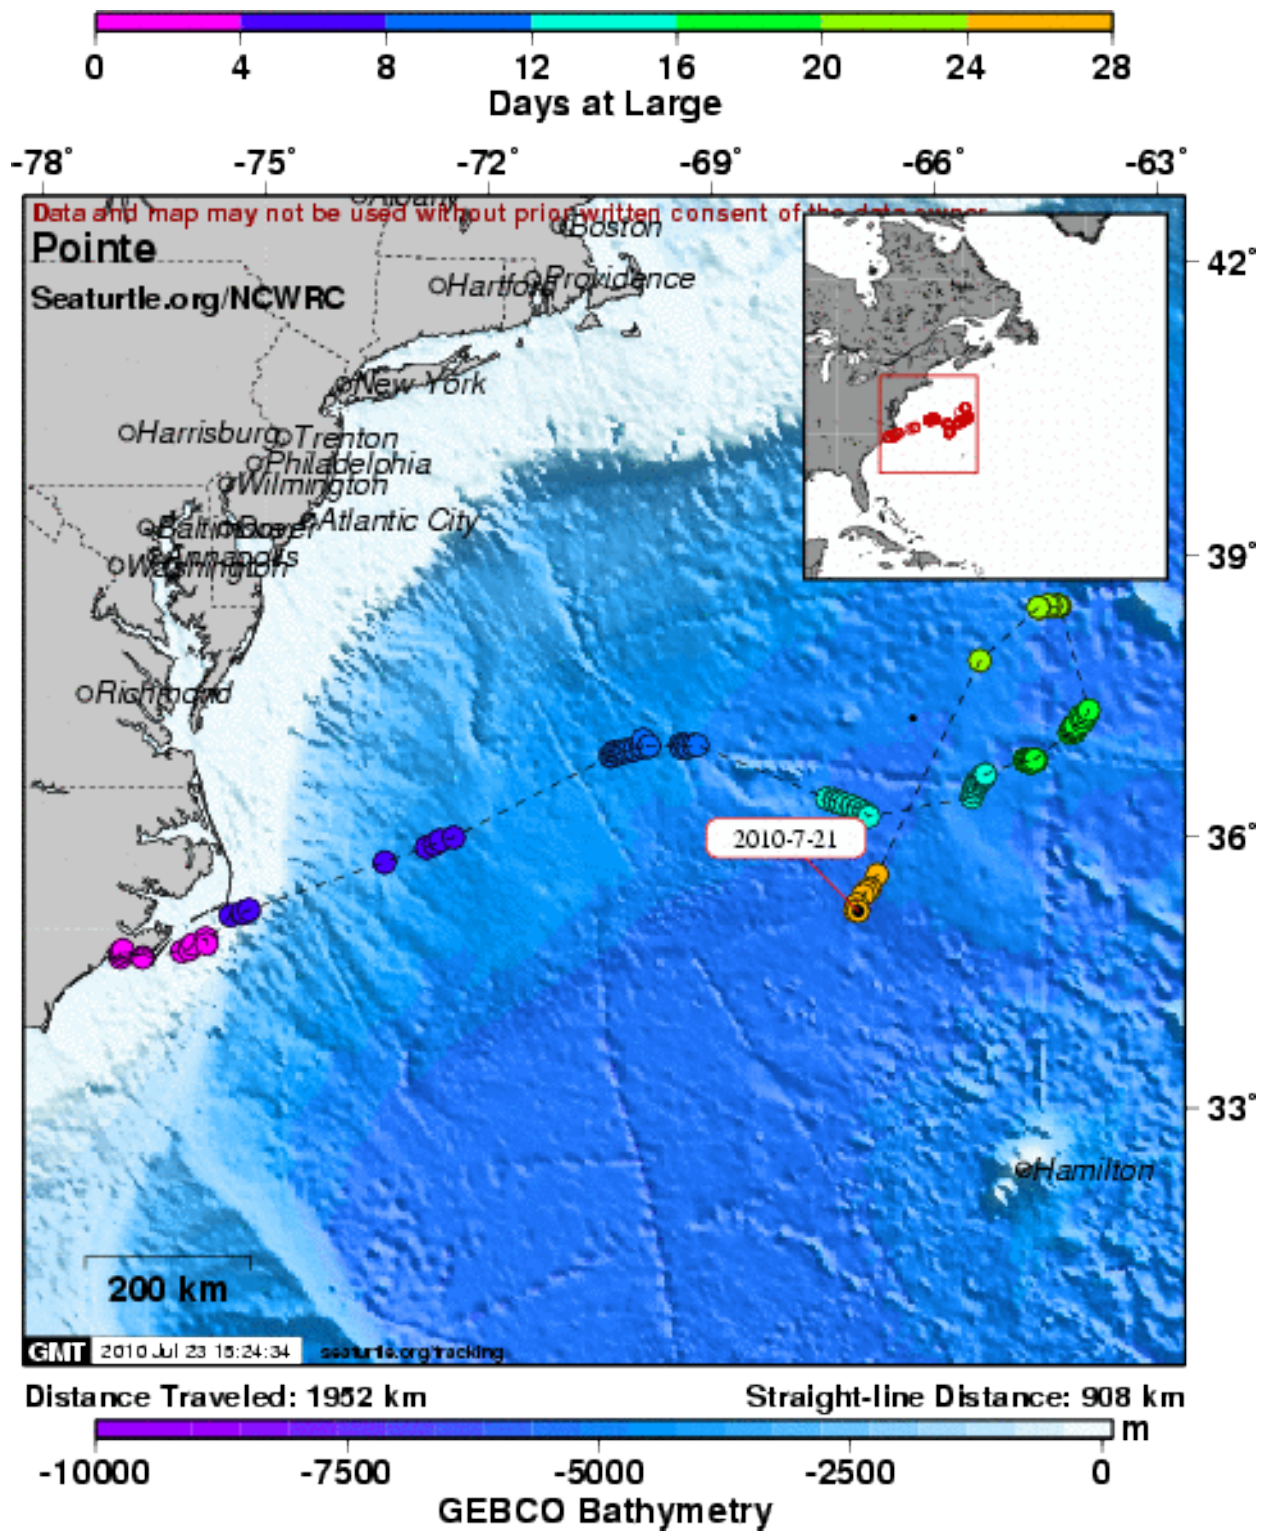 0 4 8 12 16 20 24 28
Days at Large
-78° -75° -72° -69° -66° -63°
Albany
Data and map may not be used without prior written consent of the data owner
Boston
Pointe
42°
Hartford
Providence
Seaturtle.org/NCWRC
New York
Harrisburg
Trenton
Philadelphia
Wilmington
Atlantic City
Baltimore
Dover
39°
Annapolis
Washington
Richmond
2010-7-21
36°
33°
Hamilton
200 km
GMT 2010 Jul 23 15:24:34 seaturtle.org/tracking
Distance Traveled: 1952 km Straight-line Distance: 908 km
m
-10000 -7500 -5000 -2500 0
GEBCO Bathymetry